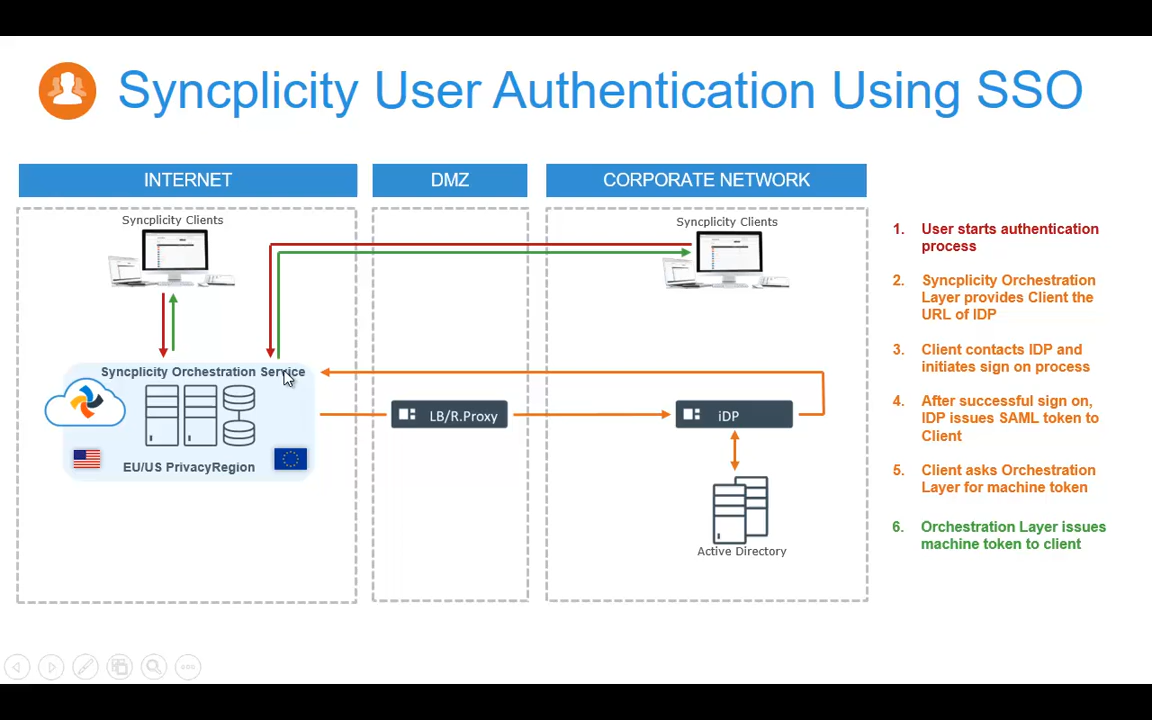 Syncplicity User Authentication Using SSO
INTERNET
DMZ
CORPORATE NETWORK
Syncplicity Clients
Syncplicity Clients
Syncplicity Orchestration Service
EU/US PrivacyRegion
LB/R.Proxy
iDP
Active Directory
1. User starts authentication
process
2. Syncplicity Orchestration
Layer provides Client the
URL of IDP
3. Client contacts IDP and
initiates sign on process
4. After successful sign on,
IDP issues SAML token to
Client
5. Client asks Orchestration
Layer for machine token
6. Orchestration Layer issues
machine token to client